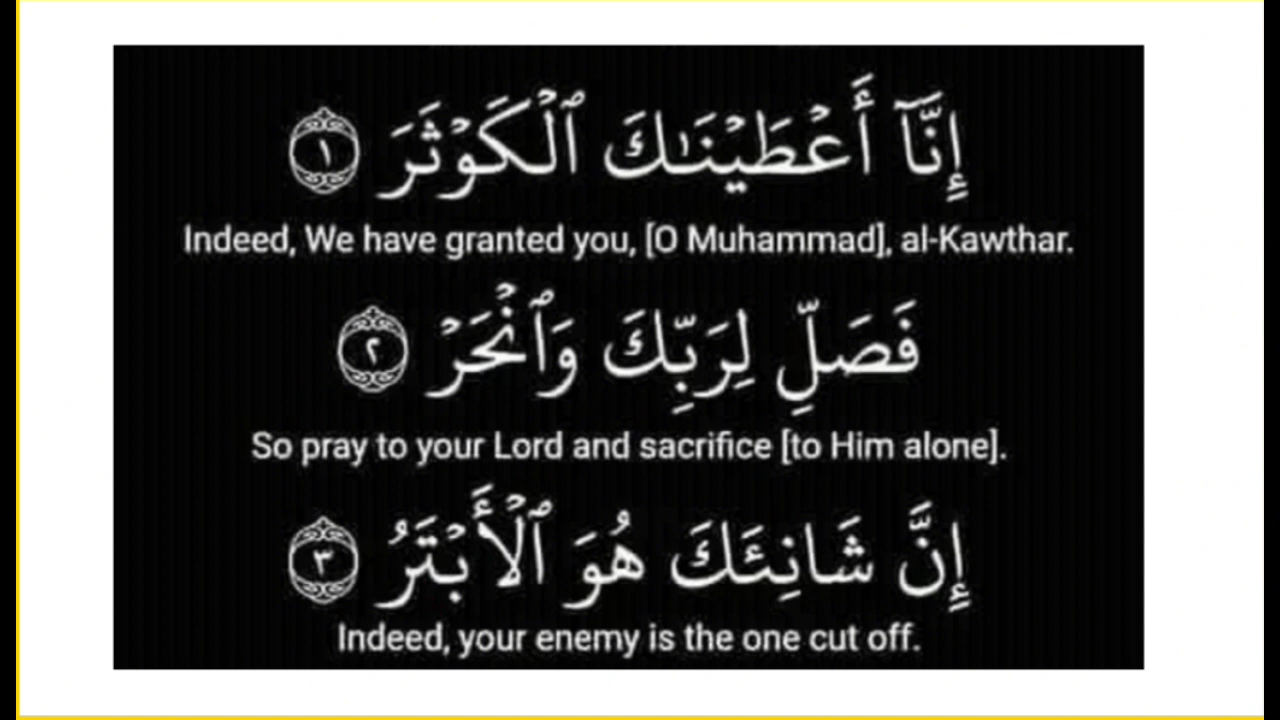 إِنَّآ أَعۡطَيۡنَٰكَ ٱلۡكَوۡثَرَ ١
Indeed, We have granted you, [O Muhammad], al-Kawthar.
فَصَلِّ لِرَبِّكَ وَٱنۡحَرۡ ٢
So pray to your Lord and sacrifice [to Him alone].
إِنَّ شَانِئَكَ هُوَ ٱلۡأَبۡتَرُ ٣
Indeed, your enemy is the one cut off.